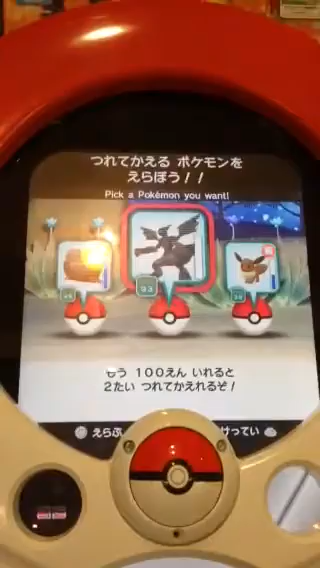 つれてかえる ポケモンを
えらぼう！！
Pick a Pokémon you want!
93
もう 100えん いれると
2たい つれてかえれるぞ！
えらぶ
けってい